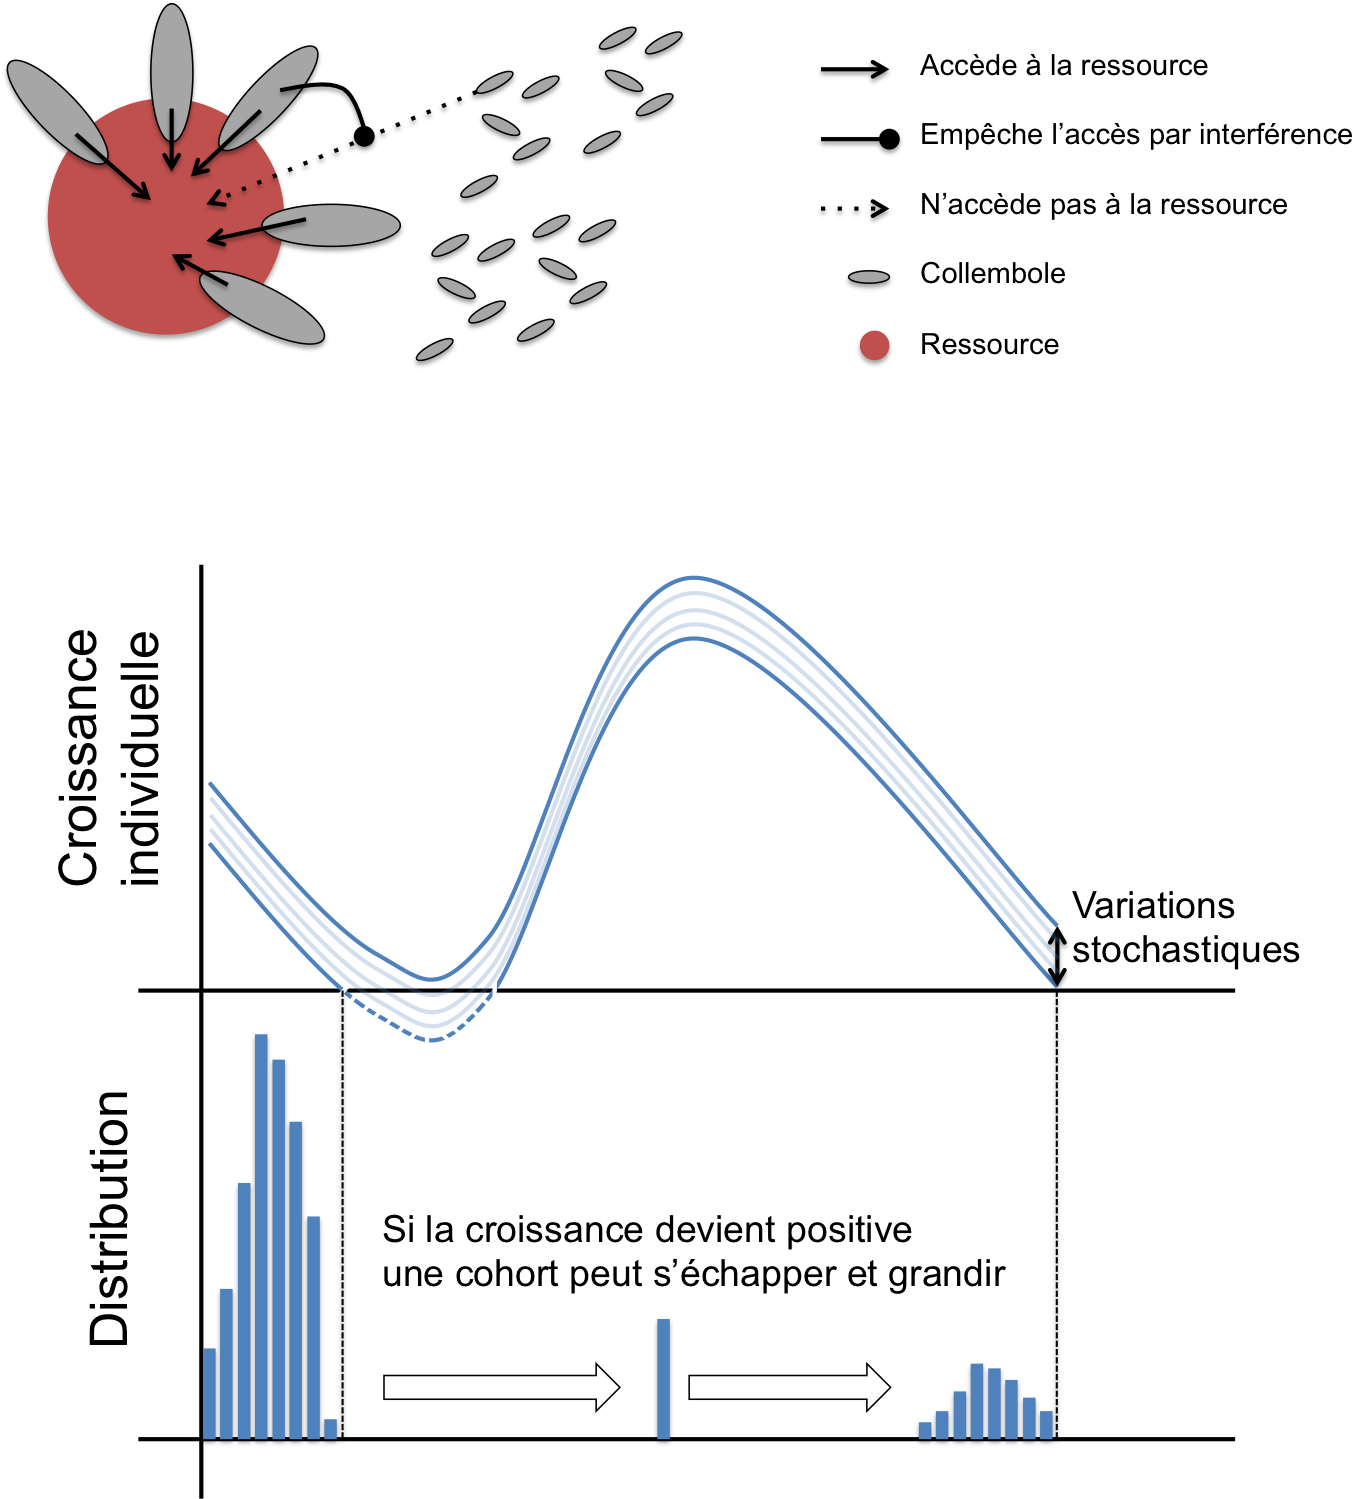 Accède à la ressource
Empêche l'accès par interférence
N'accède pas à la ressource
Collembole
Ressource
Croissance
individuelle
Variations
stochastiques
Distribution
Si la croissance devient positive
une cohort peut s'échapper et grandir